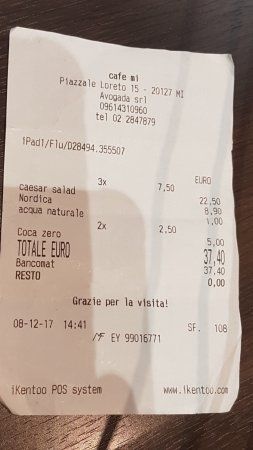 cafe mi
Piazzale Loreto 15 - 20127 MI
Avogada srl
09614310960
tel 02 2847879
iPad1/Flu/D28494.355507
EURO
3x 7,50
Caesar salad 22,50
Nordica 8,90
acqua naturale 1,00
2x 2,50
Coca zero 5,00
TOTALE EURO 37,40
Bancomat 37,40
RESTO 0,00
Grazie per la visita!
08-12-17 14:41 SF. 108
MF EY 99016771
iKentoo POS system www.ikentoo.com